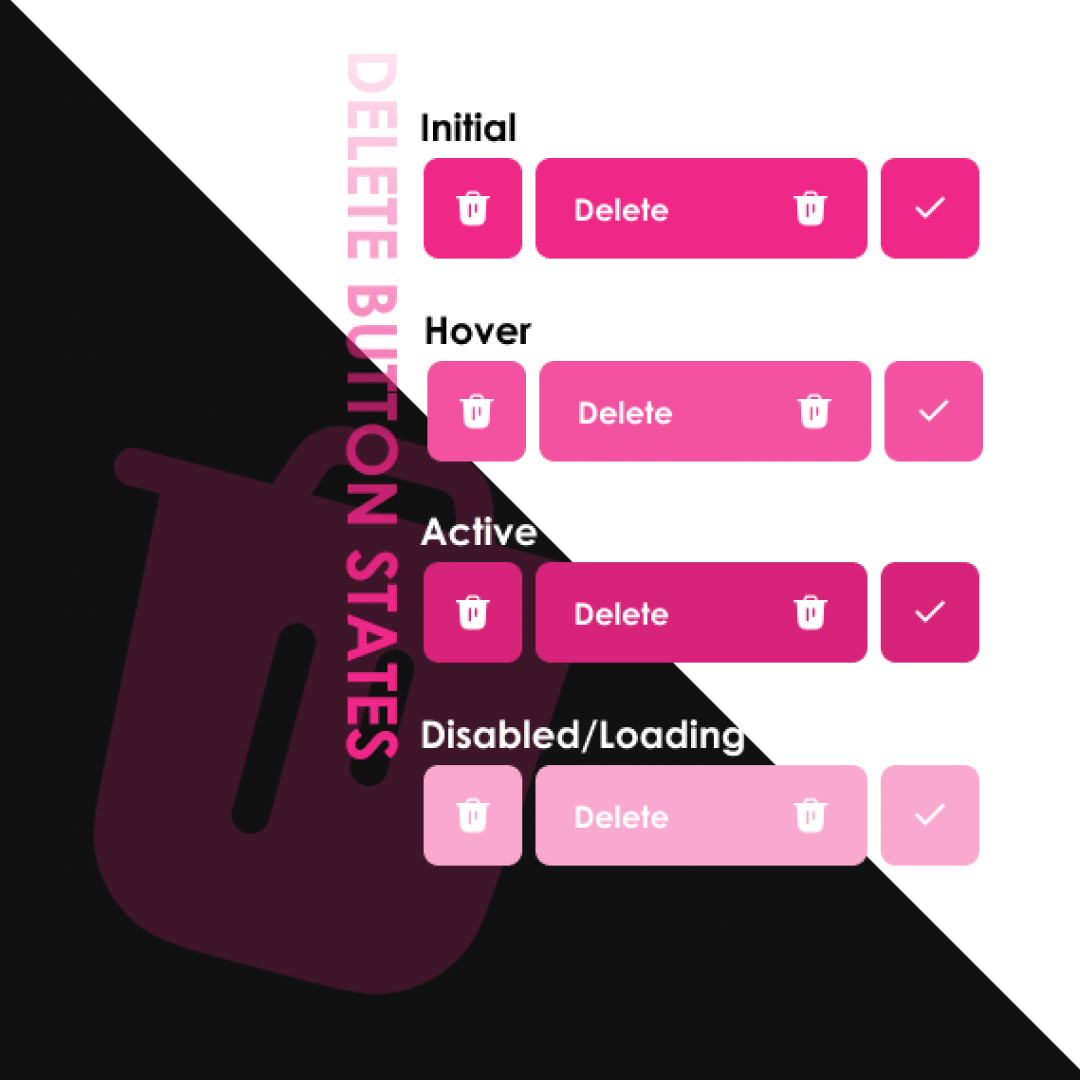 DELETE BUTTON STATES
Initial
Delete
Hover
Delete
Active
Delete
Disabled/Loading
Delete